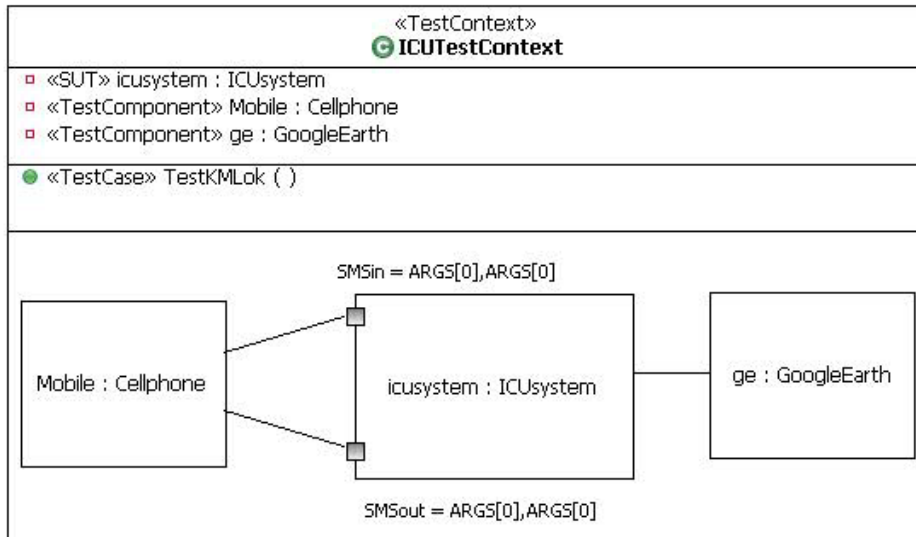 «TestContext»
C ICUTestContext
«SUT» icusystem : ICUsystem
«TestComponent» Mobile : Cellphone
«TestComponent» ge : GoogleEarth
«TestCase» TestKMLok ( )
SMSin = ARGS[0],ARGS[0]
Mobile : Cellphone
icusystem : ICUsystem
ge : GoogleEarth
SMSout = ARGS[0],ARGS[0]